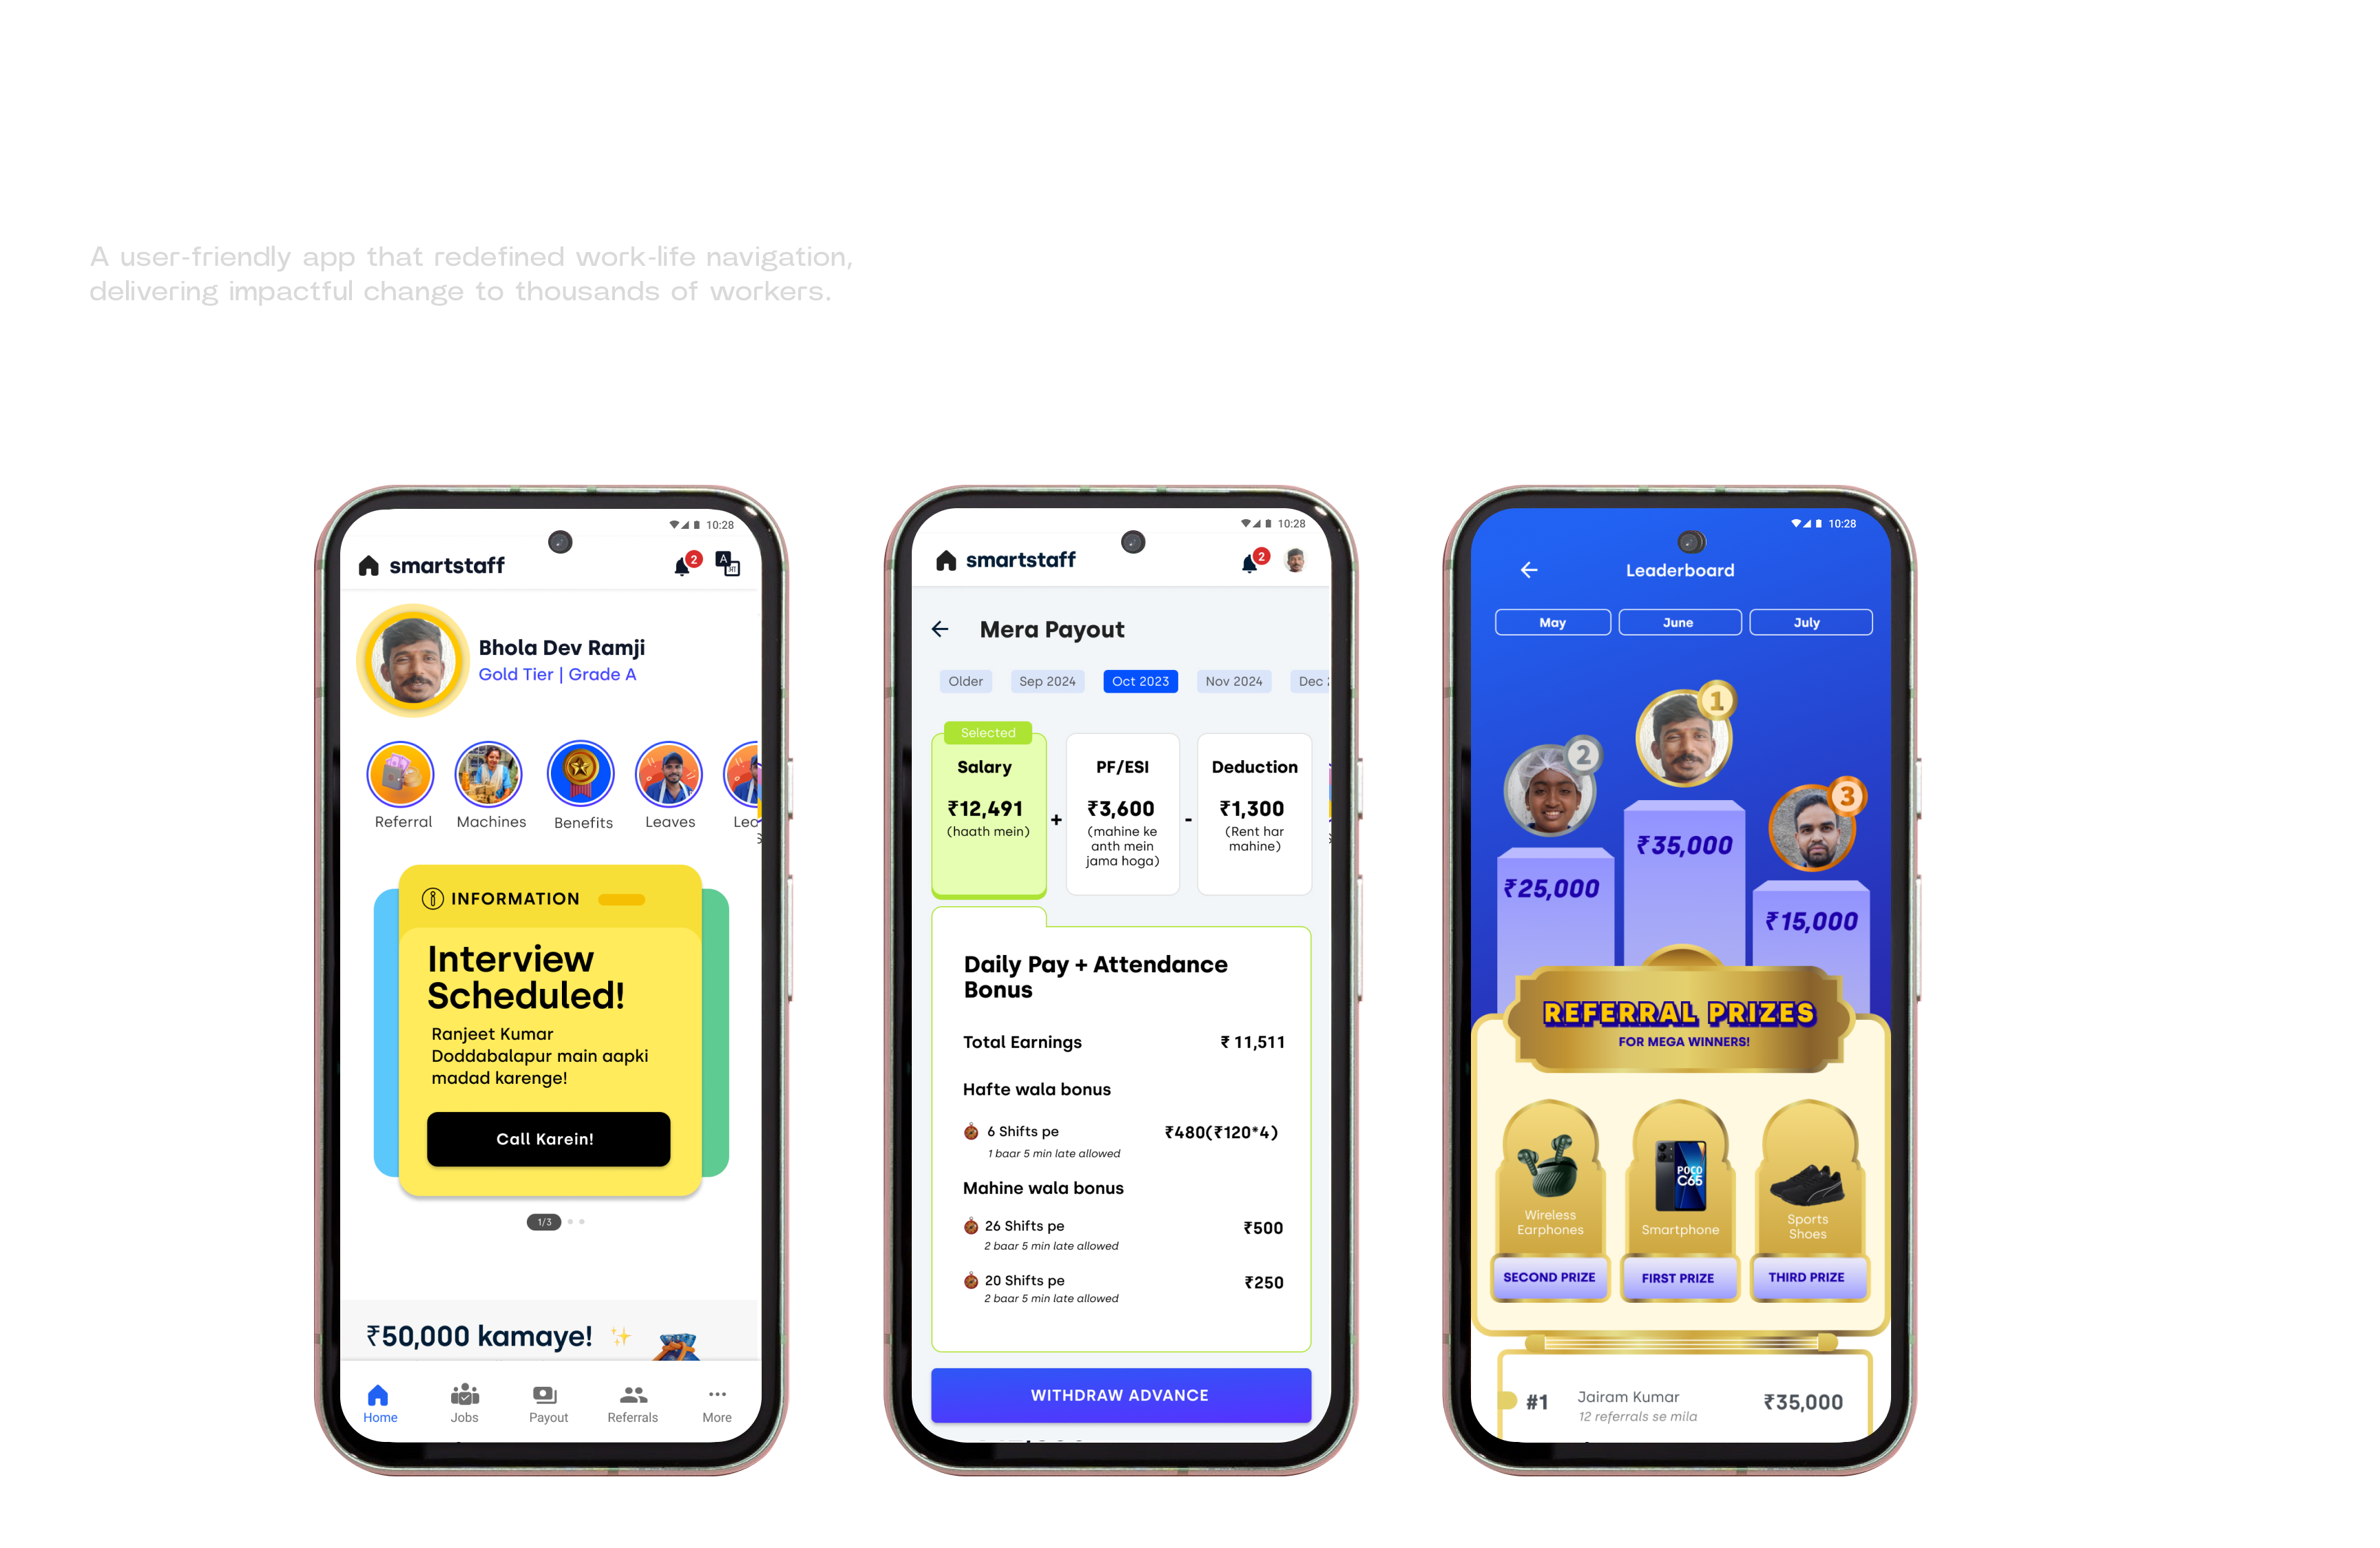 A user-friendly app that redefined work-life navigation,
delivering impactful change to thousands of workers.
10:28
smartstaff
2
A
Bhola Dev Ramji
Gold Tier | Grade A
Referral
Machines
Benefits
Leaves
Lea
INFORMATION
Interview
Scheduled!
Ranjeet Kumar
Doddabalapur main aapki
madad karenge!
Call Karein!
1/3
₹50,000 kamaye!
Home
Jobs
Payout
Referrals
More
10:28
smartstaff
2
Mera Payout
Older
Sep 2024
Oct 2023
Nov 2024
Dec
Selected
Salary
₹12,491
(haath mein)
+
PF/ESI
₹3,600
(mahine ke
anth mein
jama hoga)
-
Deduction
₹1,300
(Rent har
mahine)
Daily Pay + Attendance
Bonus
Total Earnings ₹ 11,511
Hafte wala bonus
6 Shifts pe ₹480(₹120*4)
1 baar 5 min late allowed
Mahine wala bonus
26 Shifts pe ₹500
2 baar 5 min late allowed
20 Shifts pe ₹250
2 baar 5 min late allowed
WITHDRAW ADVANCE
10:28
Leaderboard
May
June
July
1
2
3
₹35,000
₹25,000
₹15,000
REFERRAL PRIZES
FOR MEGA WINNERS!
POCO
C65
Wireless
Earphones
Smartphone
Sports
Shoes
SECOND PRIZE
FIRST PRIZE
THIRD PRIZE
#1 Jairam Kumar ₹35,000
12 referrals se mila